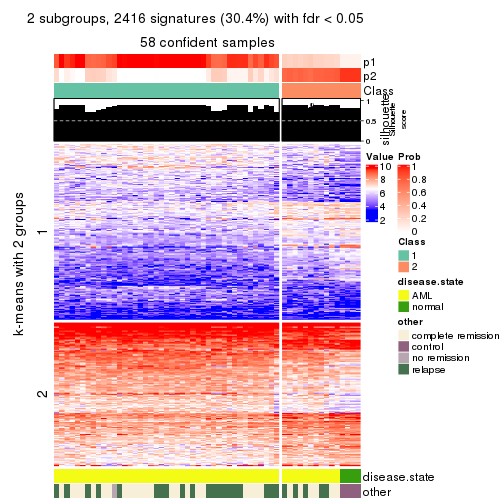 2 subgroups, 2416 signatures (30.4%) with fdr < 0.05
58 confident samples
p1
p2
Class
1
0.5
0
silhouette
Silhouette
score
k-means with 2 groups
1
2
Value
10
8
6
4
2
Prob
1
0.8
0.6
0.4
0.2
0
Class
1
2
disease.state
AML
normal
other
complete remission
control
no remission
relapse
disease.state
other